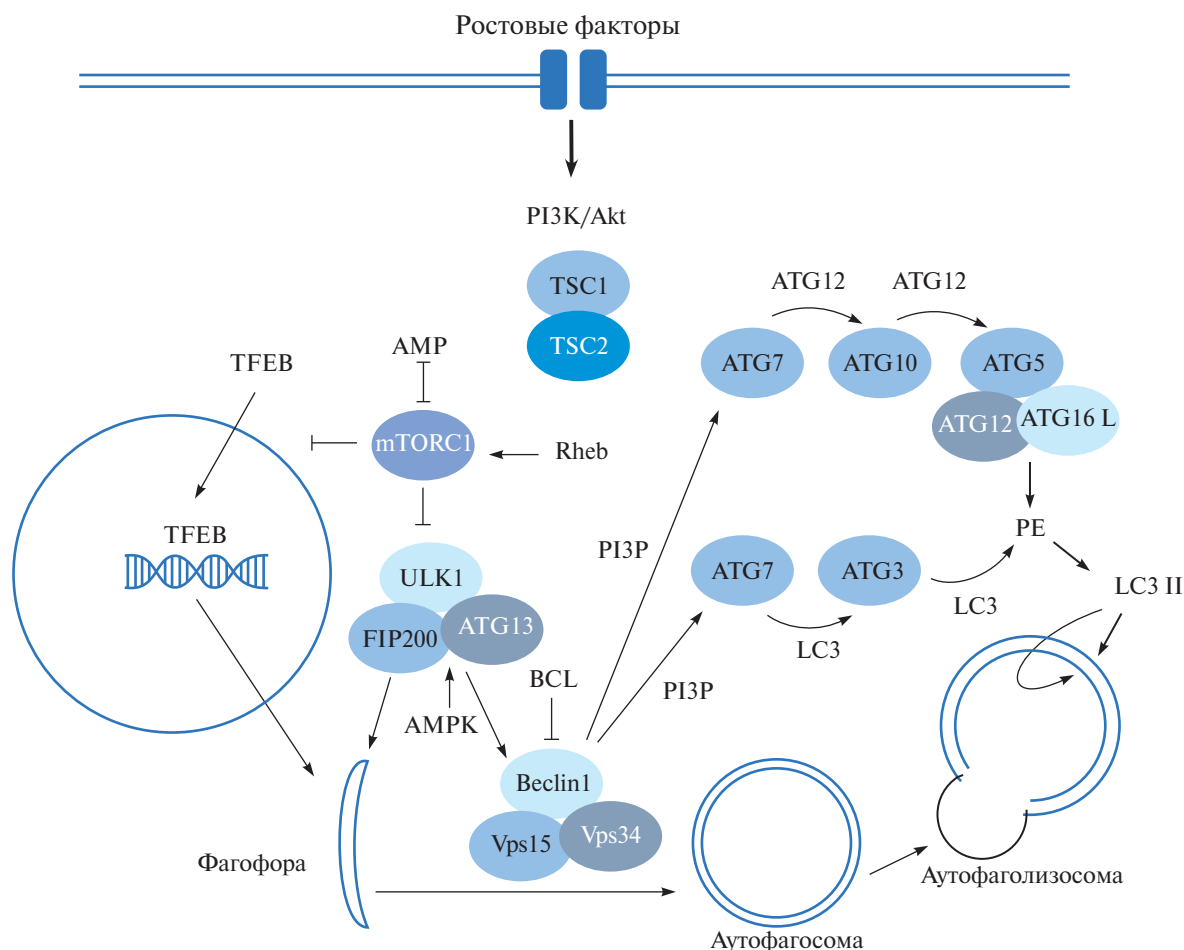 Ростовые факторы
PI3K/Akt
TSC1
TSC2
ATG12
ATG12
ATG7
ATG10
ATG5
ATG12
ATG16 L
TFEB
AMP
mTORC1
Rheb
TFEB
PE
PI3P
ATG7
ATG3
LC3
LC3
LC3 II
ULK1
FIP200
ATG13
BCL
PI3P
AMPK
Beclin1
Vps15
Vps34
Фагофора
Аутофаголизосома
Аутофагосома